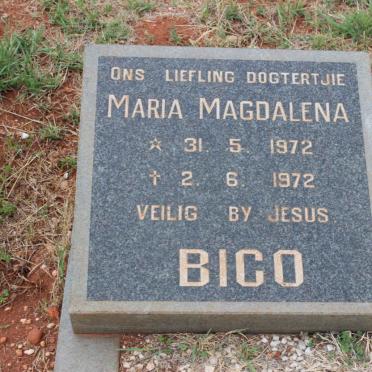 ONS LIEFLING DOGTERTJIE
MARIA MAGDALENA
☆ 31. 5. 1972
✝ 2. 6. 1972
VEILIG BY JESUS
BIGO